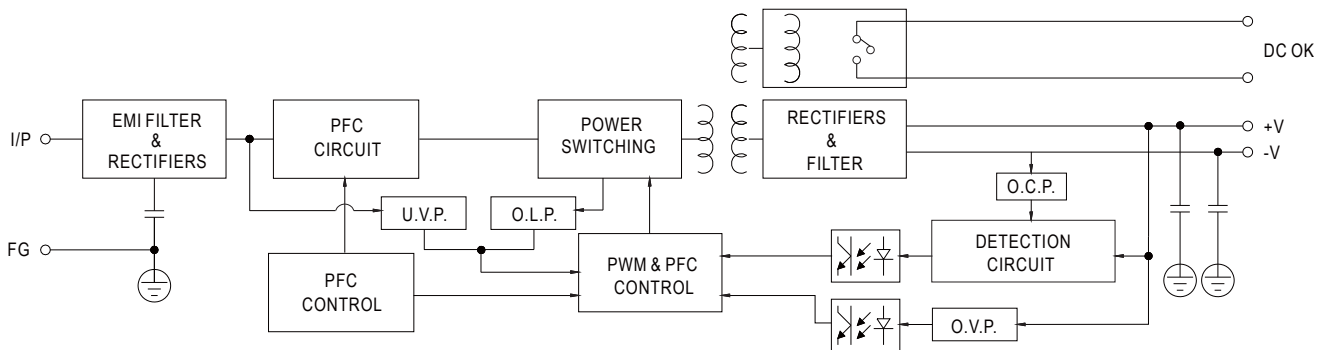 DC OK
I/P
EMI FILTER
&
RECTIFIERS
PFC
CIRCUIT
POWER
SWITCHING
RECTIFIERS
&
FILTER
+V
-V
O.C.P.
U.V.P.
O.L.P.
FG
DETECTION
CIRCUIT
PFC
CONTROL
PWM & PFC
CONTROL
O.V.P.